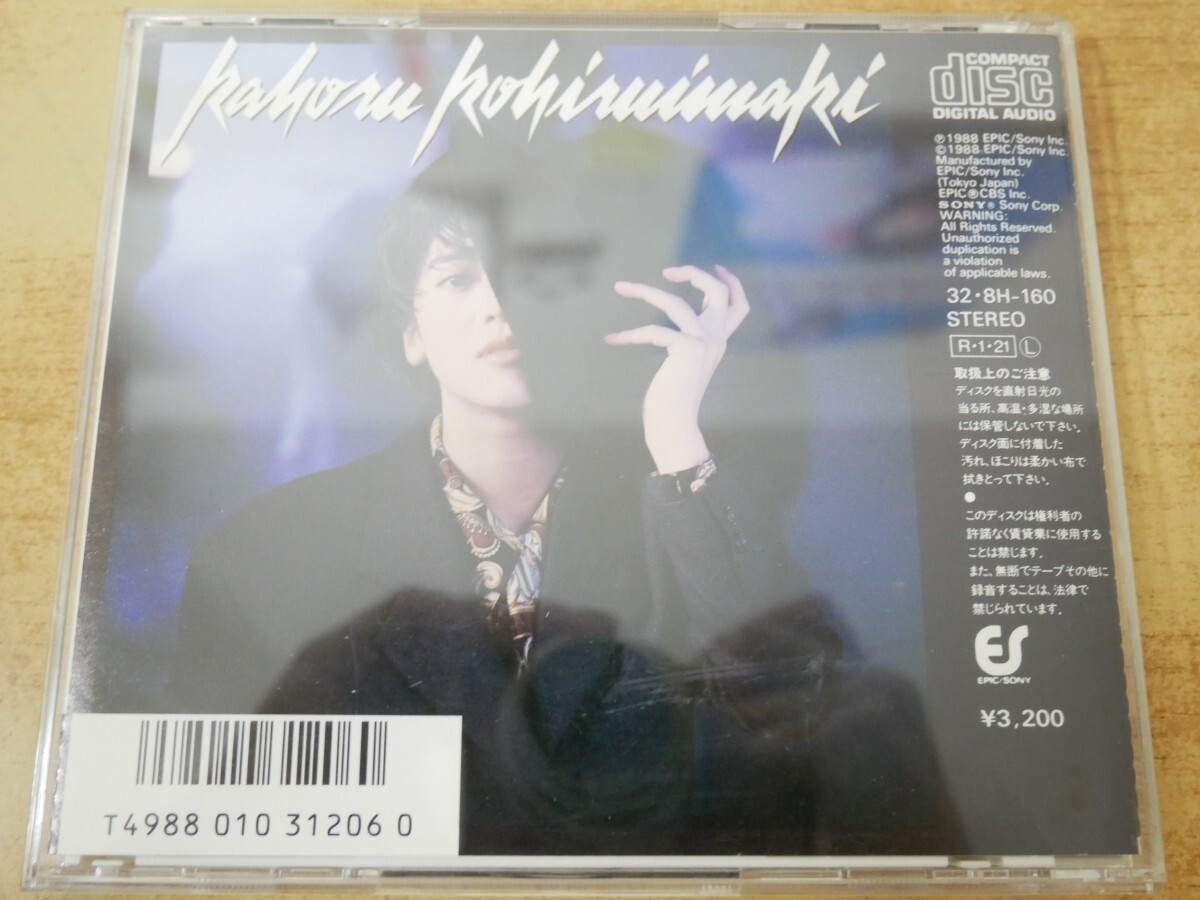 Kahoru Kohiruimaki
COMPACT
disc
DIGITAL AUDIO
℗1988 EPIC/Sony Inc.
©1988 EPIC/Sony Inc.
Manufactured by
EPIC/Sony Inc.
(Tokyo Japan)
EPIC®CBS Inc.
SONY® Sony Corp.
WARNING:
All Rights Reserved.
Unauthorized
duplication is
a violation
of applicable laws.
32・8H-160
STEREO
R・1・21 Ⓛ
取扱上のご注意
ディスクを直射日光の
当る所、高温・多湿な場所
には保管しないで下さい。
ディスク面に付着した
汚れ、ほこりは柔かい布で
拭きとって下さい。
●
このディスクは権利者の
許諾なく賃貸業に使用する
ことは禁じます。
また、無断でテープその他に
録音することは、法律で
禁じられています。
ES
EPIC/SONY
¥3,200
T4988 010 31206 0